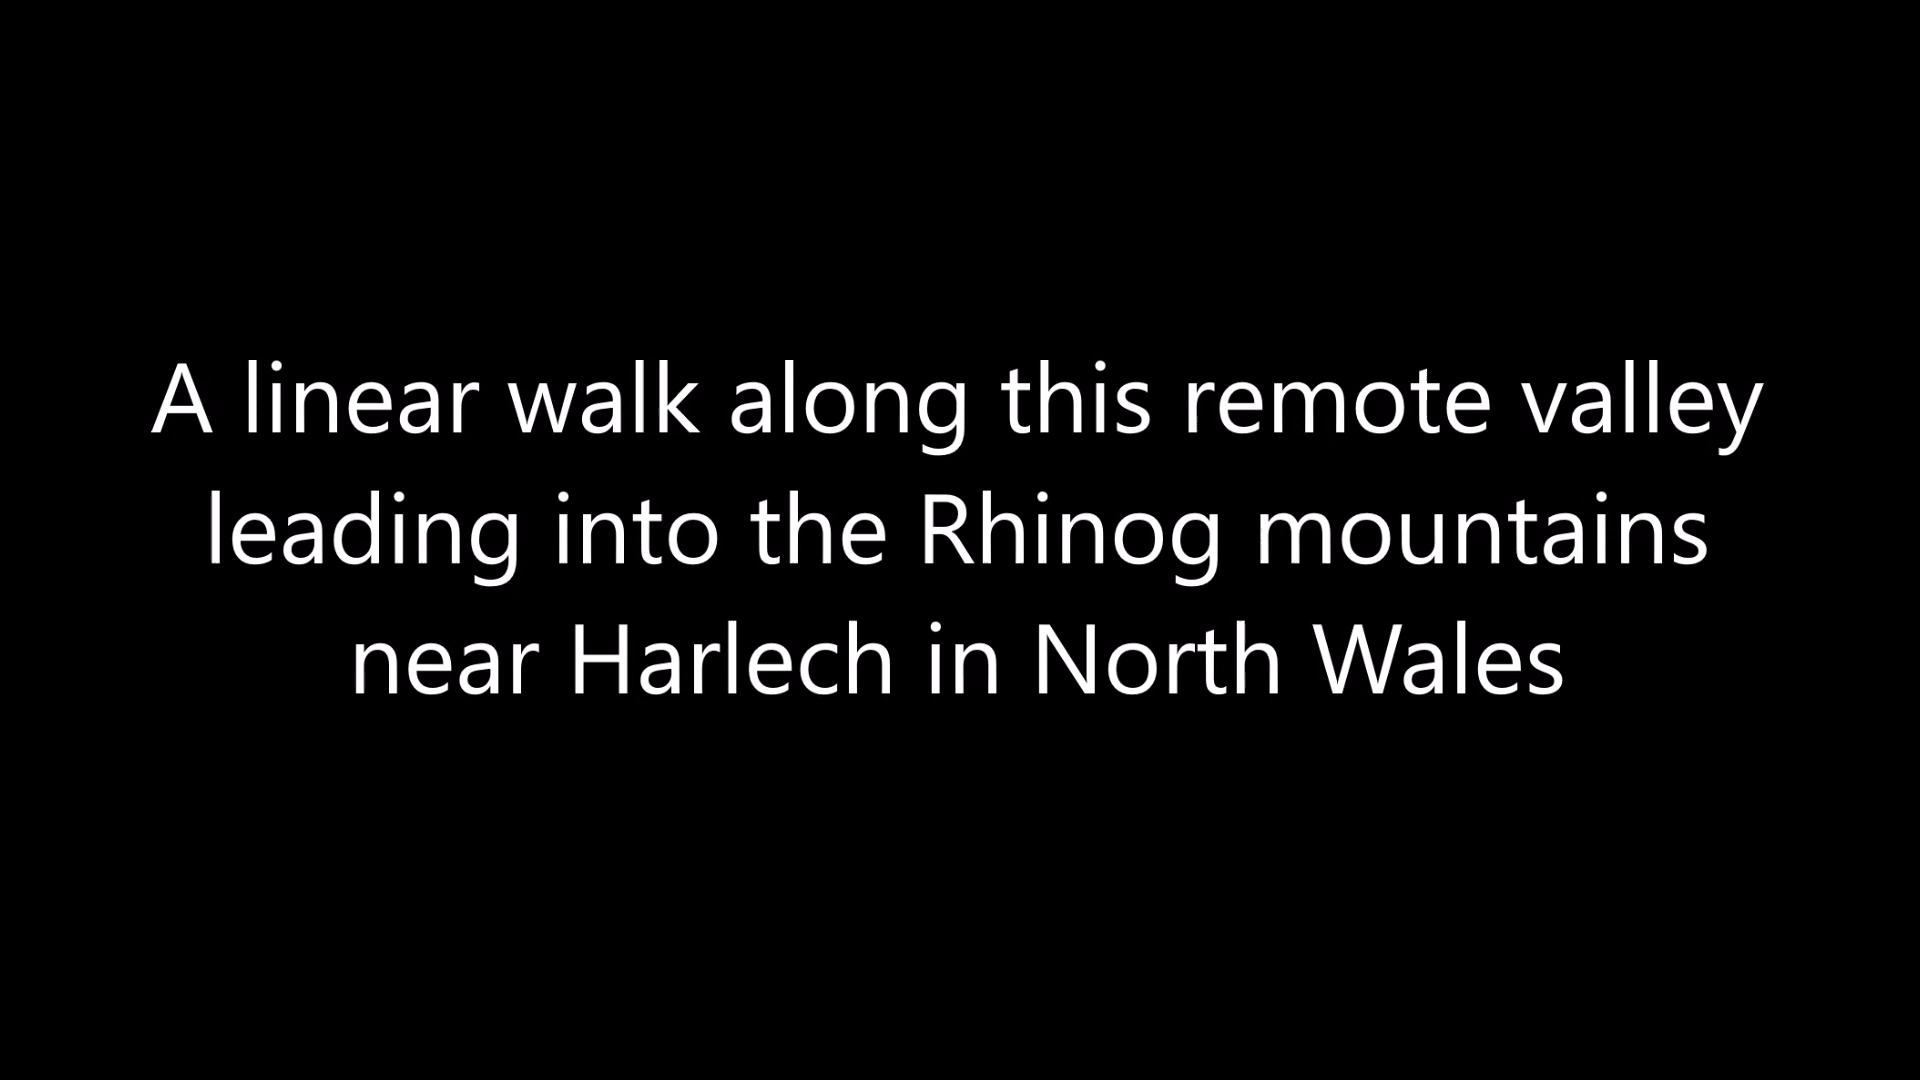 A linear walk along this remote valley
leading into the Rhinog mountains
near Harlech in North Wales